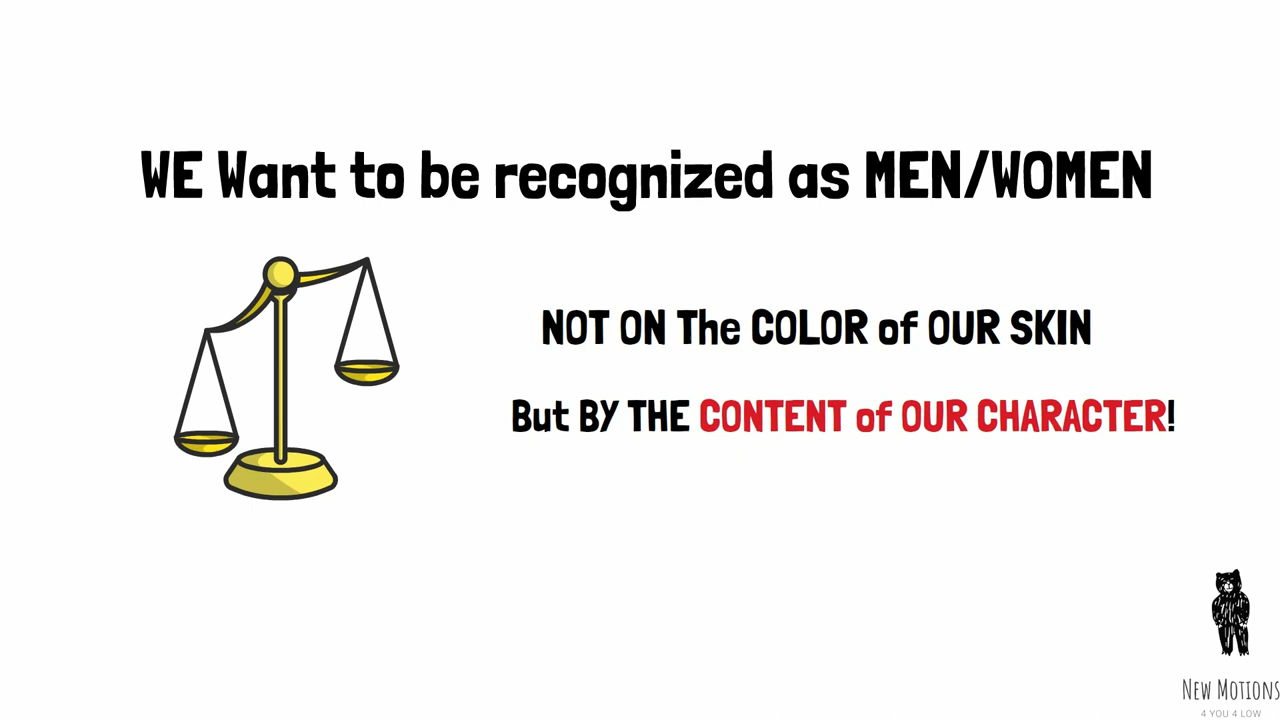 WE Want to be recognized as MEN/WOMEN
NOT ON The COLOR of OUR SKIN
But BY THE CONTENT of OUR CHARACTER!
NEW MOTIONS
4 YOU 4 LOW